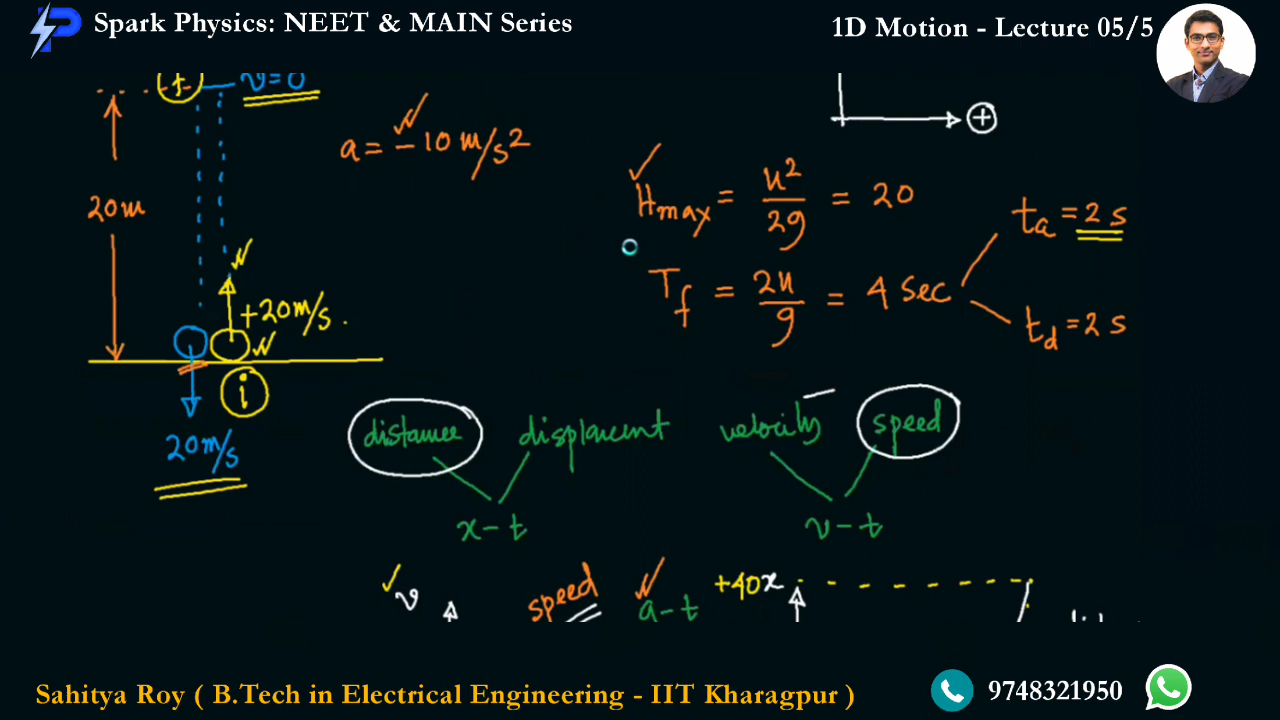 Spark Physics: NEET & MAIN Series
1D Motion - Lecture 05/5
f
v=0
a = -10 m/s2
+
20m
Hmax = u2/2g = 20
ta = 2 s
Tf = 2u/g = 4 Sec
td = 2 s
+20m/s.
i
20m/s
distance displacment velocity speed
x-t v-t
v speed a-t +40 x
Sahitya Roy ( B.Tech in Electrical Engineering - IIT Kharagpur )
9748321950